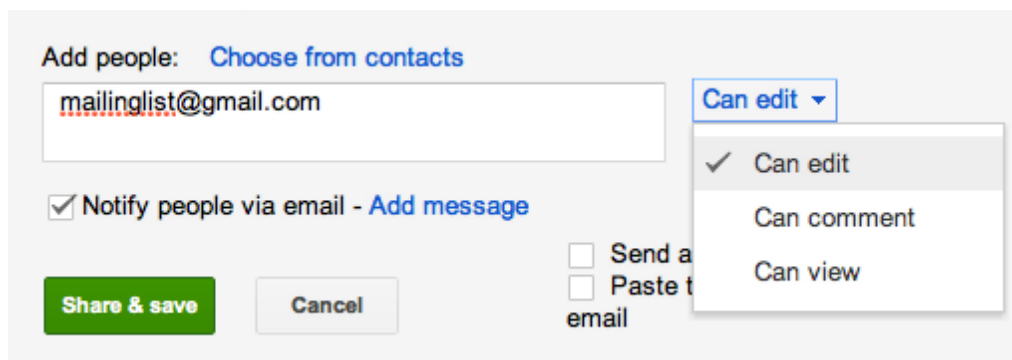 Add people: Choose from contacts
mailinglist@gmail.com
Can edit
Can edit
Can comment
Can view
Notify people via email - Add message
Send a
Paste t
email
Share & save
Cancel